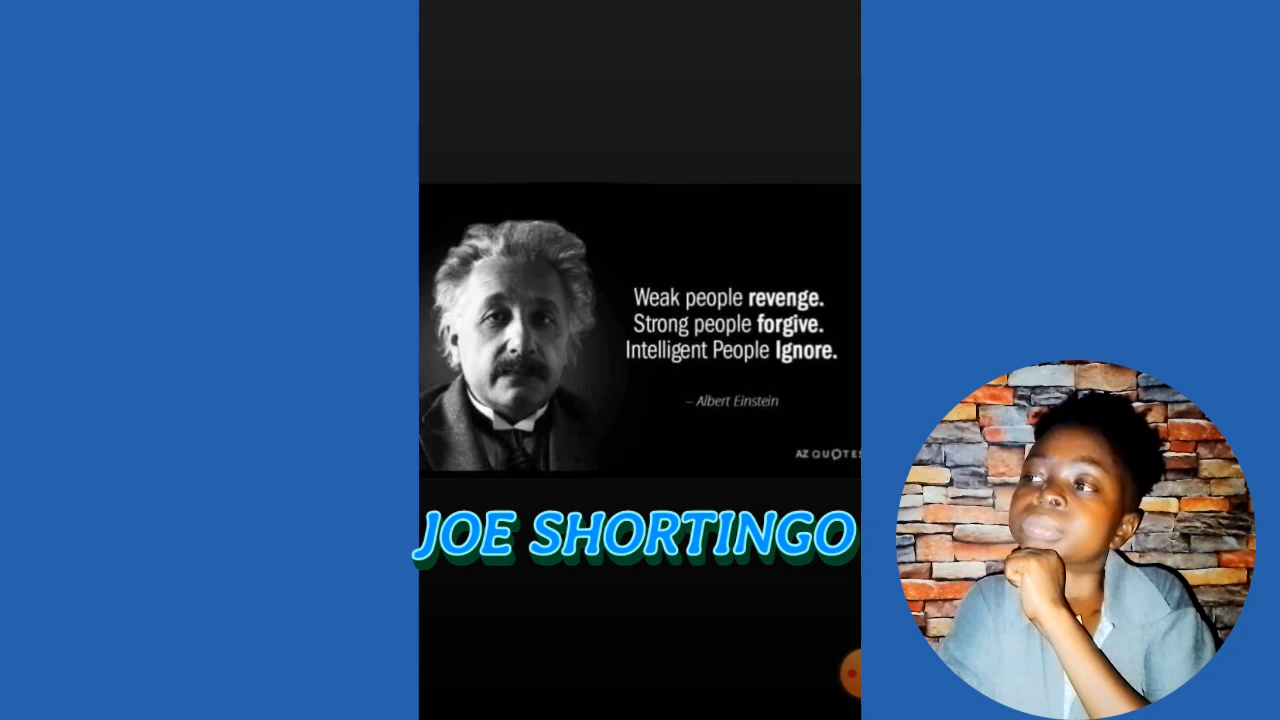 Weak people revenge.
Strong people forgive.
Intelligent People Ignore.
– Albert Einstein
AZ QUOTES
JOE SHORTINGO